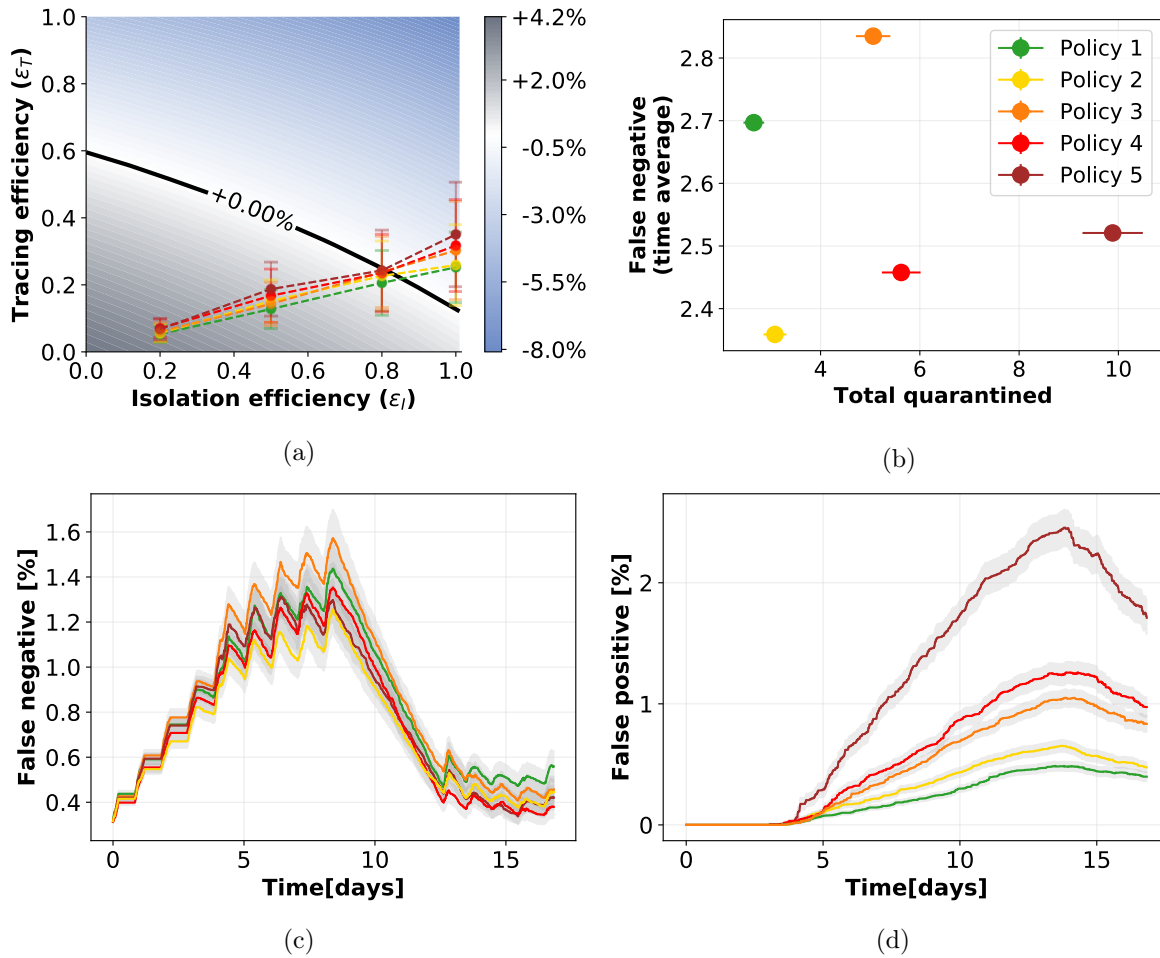 1.0
0.8
0.6
0.4
0.2
0.0
0.0 0.2 0.4 0.6 0.8 1.0
Tracing efficiency (εT)
Isolation efficiency (εI)
+0.00%
+4.2%
+2.0%
-0.5%
-3.0%
-5.5%
-8.0%
(a)
2.8
2.7
2.6
2.5
2.4
4 6 8 10
False negative
(time average)
Total quarantined
Policy 1
Policy 2
Policy 3
Policy 4
Policy 5
(b)
1.6
1.4
1.2
1.0
0.8
0.6
0.4
0 5 10 15
False negative [%]
Time[days]
(c)
2
1
0
0 5 10 15
False positive [%]
Time[days]
(d)